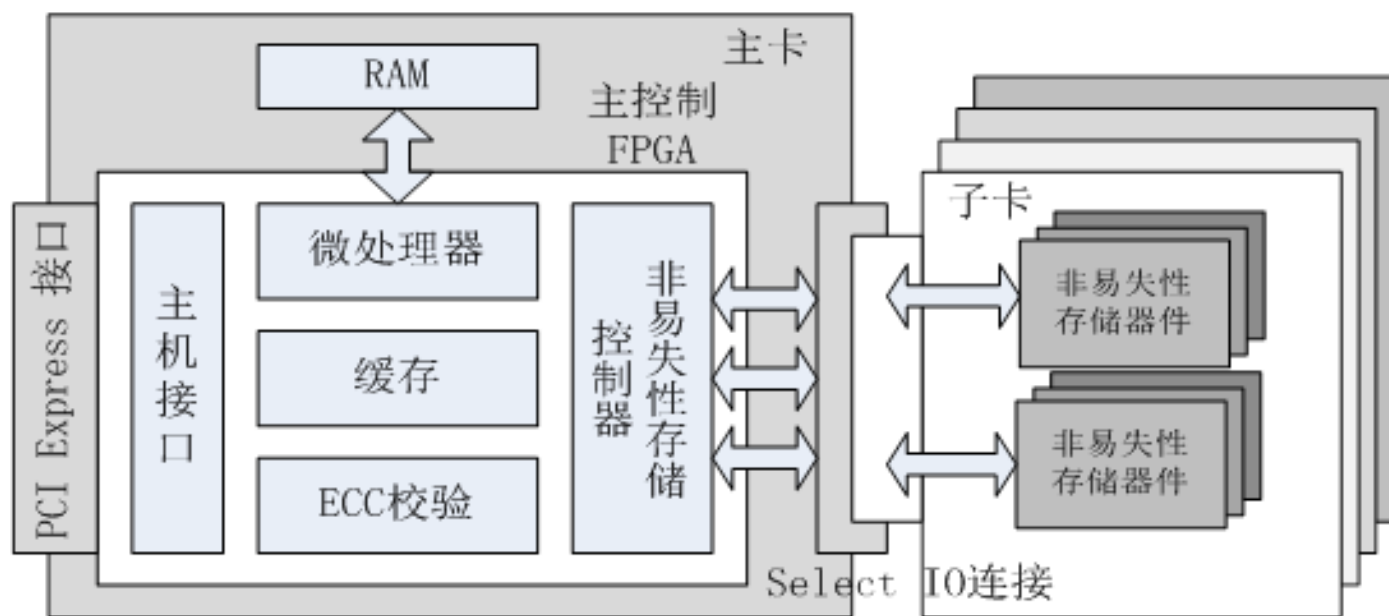 主卡
RAM
主控制
FPGA
PCI Express 接口
主机接口
微处理器
缓存
ECC校验
非易失性存储
控制器
子卡
非易失性
存储器件
非易失性
存储器件
Select IO连接